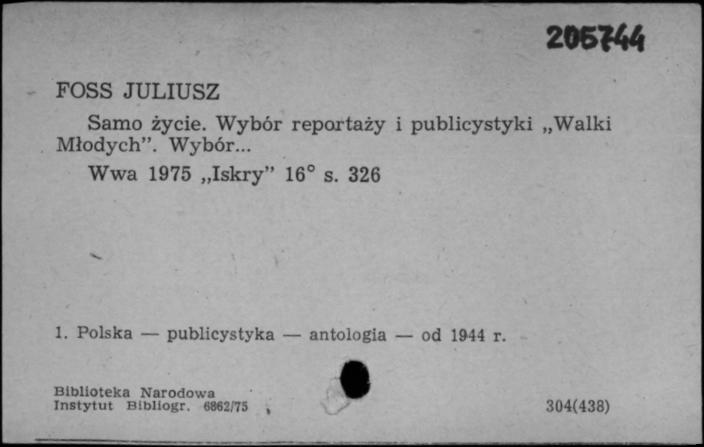 205744
FOSS JULIUSZ
Samo życie. Wybór reportaży i publicystyki „Walki
Młodych”. Wybór...
Wwa 1975 „Iskry” 16° s. 326
1. Polska — publicystyka — antologia — od 1944 r.
Biblioteka Narodowa
Instytut Bibliogr. 6862/75
304(438)